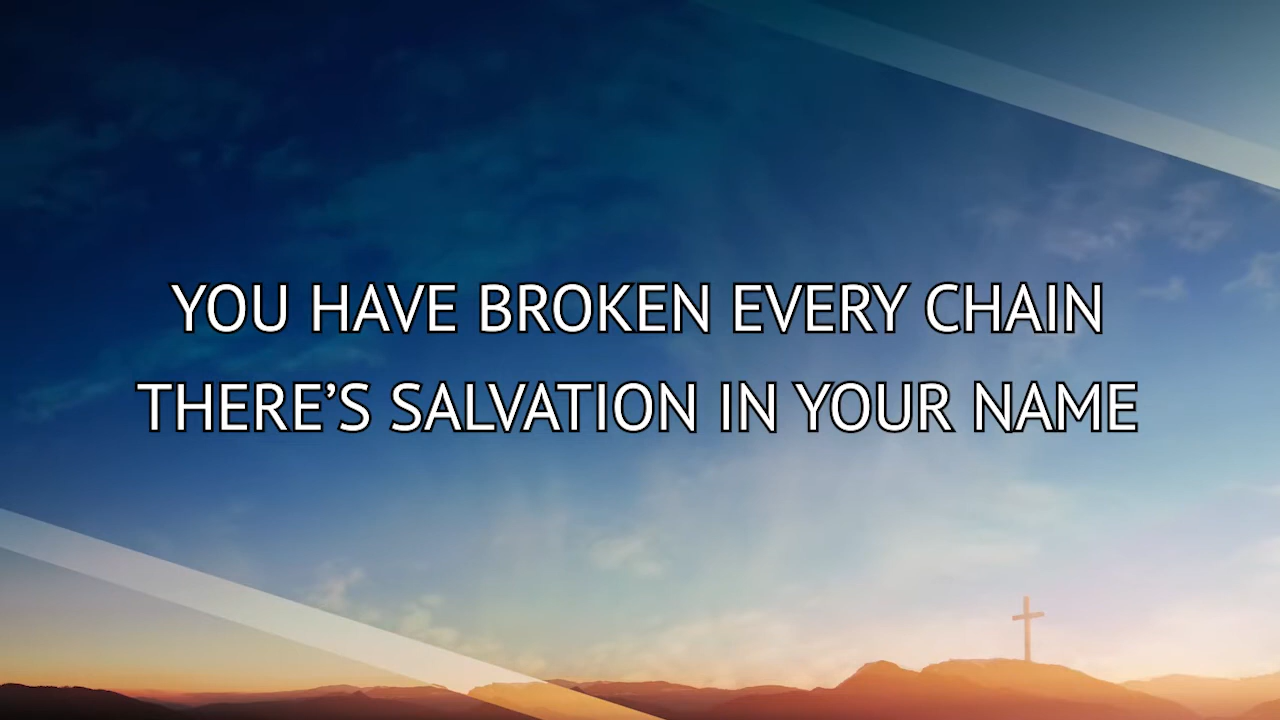 YOU HAVE BROKEN EVERY CHAIN
THERE’S SALVATION IN YOUR NAME